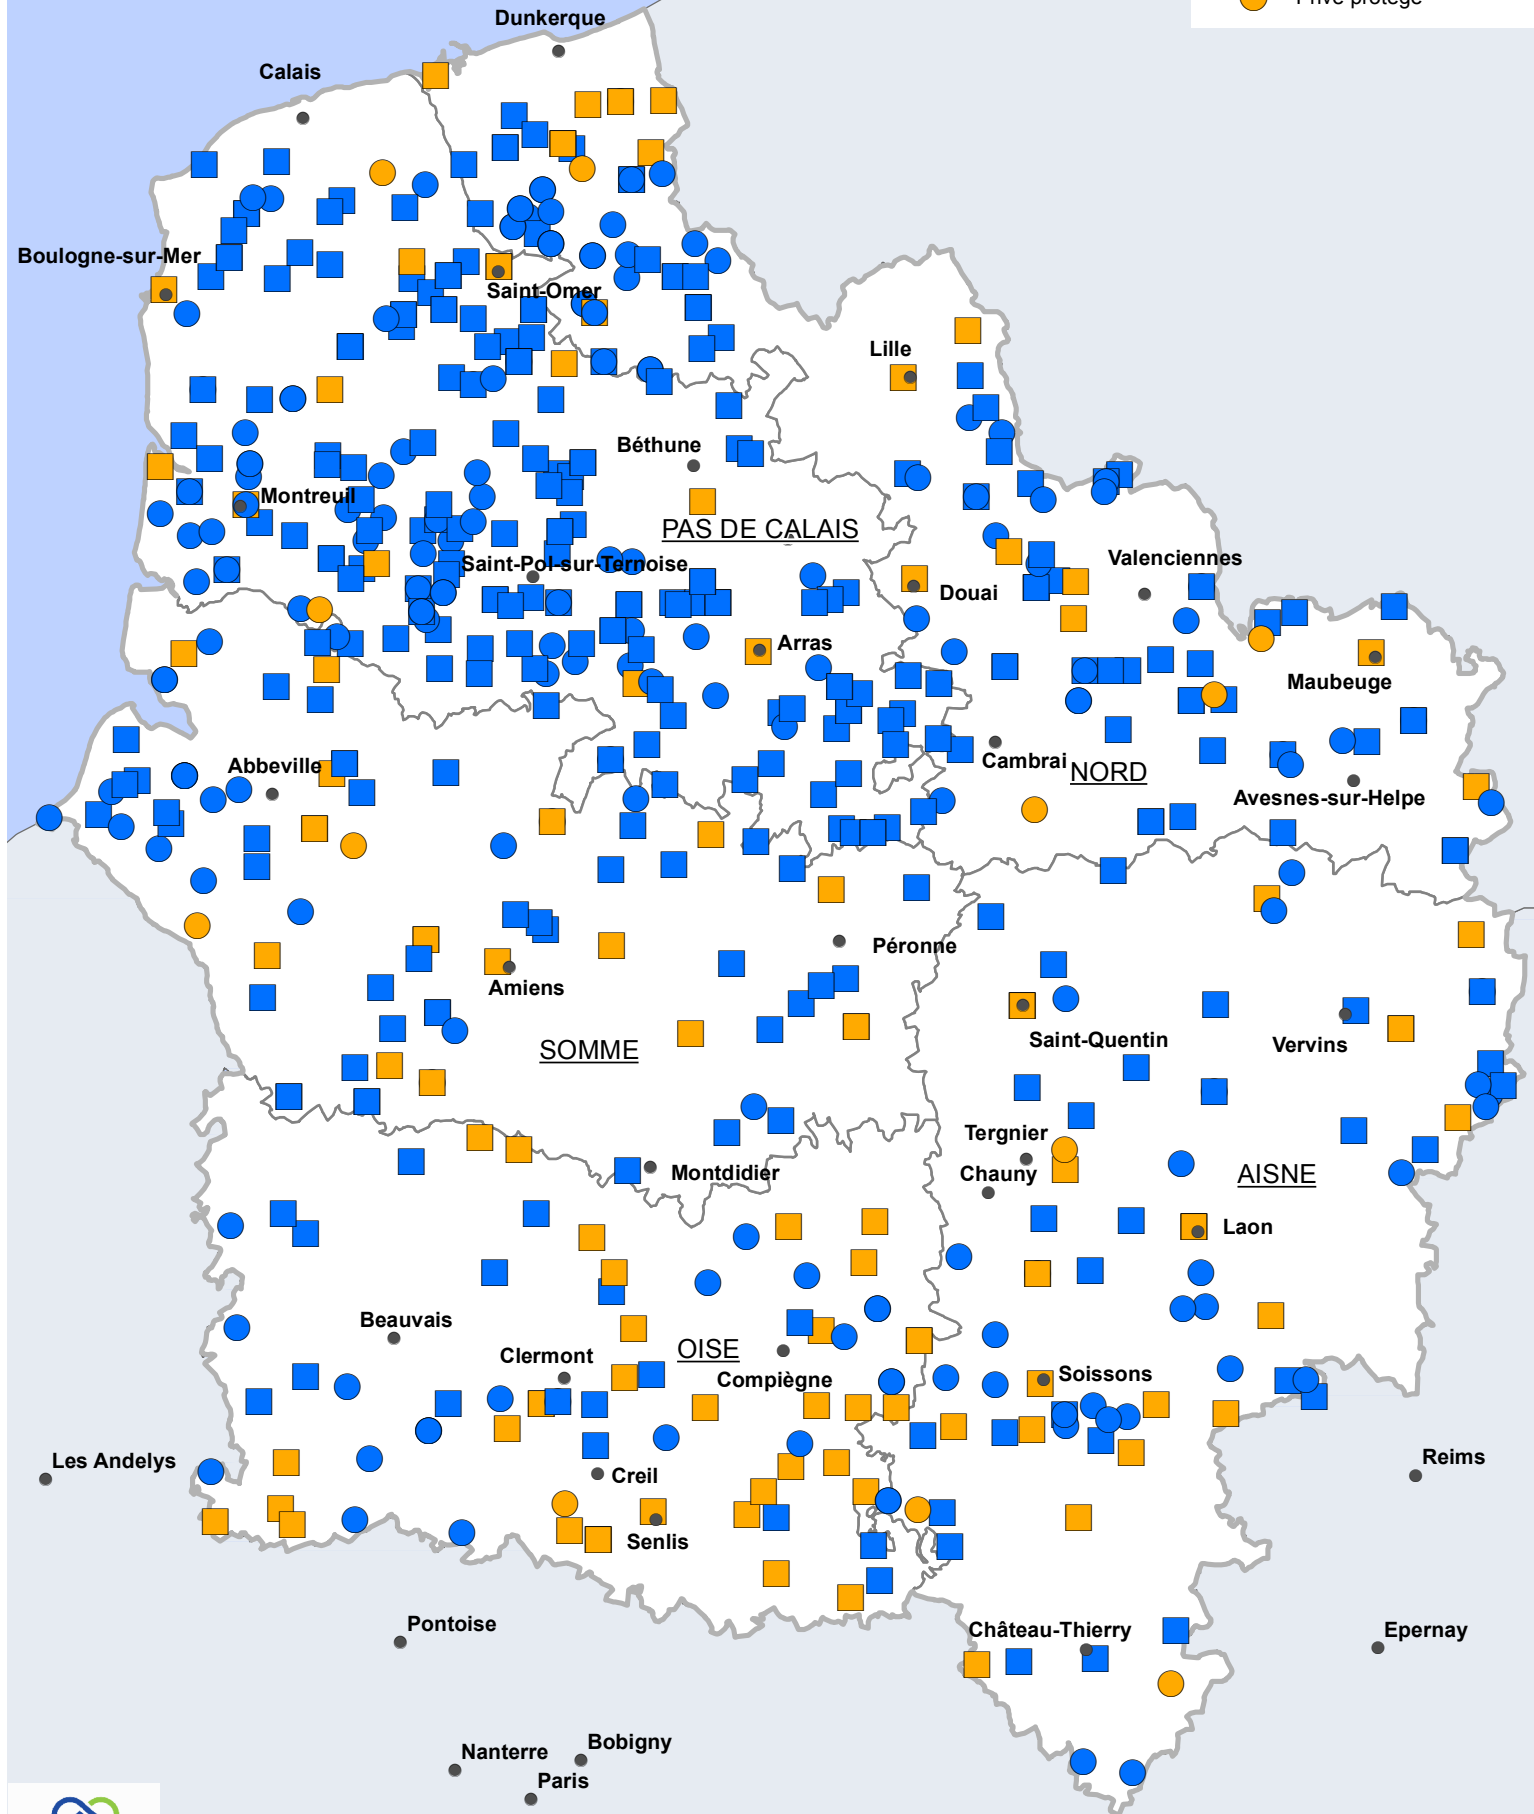 Dunkerque
Calais
Boulogne-sur-Mer
Saint-Omer
Lille
Béthune
Montreuil
PAS DE CALAIS
Saint-Pol-sur-Ternoise
Valenciennes
Douai
Arras
Maubeuge
Abbeville
Cambrai
NORD
Avesnes-sur-Helpe
Péronne
Amiens
SOMME
Saint-Quentin
Vervins
Tergnier
Chauny
Montdidier
AISNE
Laon
Beauvais
OISE
Clermont
Compiègne
Soissons
Les Andelys
Reims
Creil
Senlis
Pontoise
Château-Thierry
Epernay
Nanterre
Bobigny
Paris